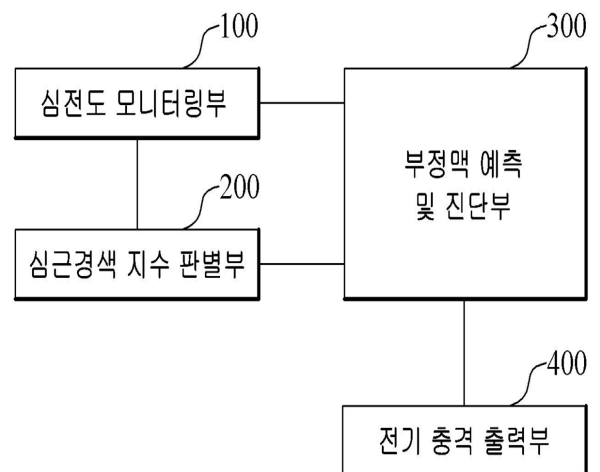 100
심전도 모니터링부
200
심근경색 지수 판별부
300
부정맥 예측
및 진단부
400
전기 충격 출력부